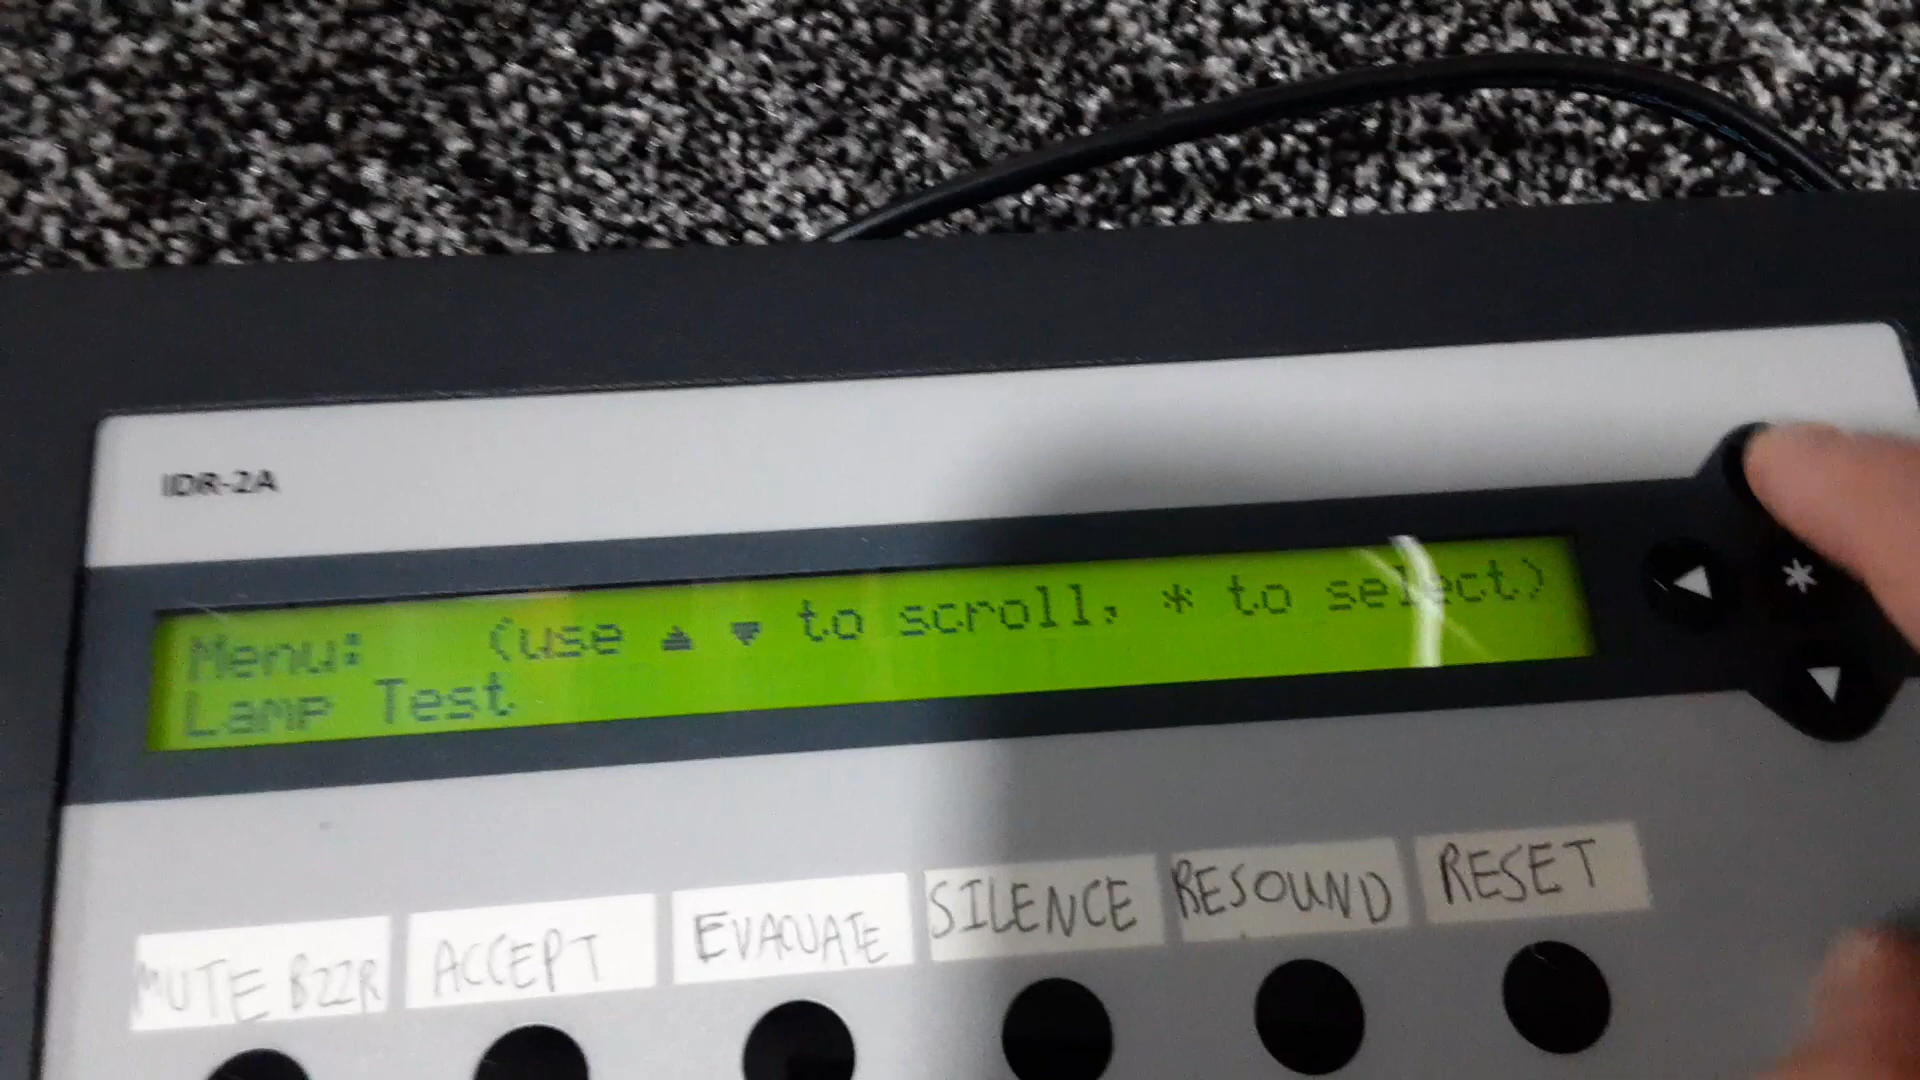 IDR-2A
Menu: (use ▲ ▼ to scroll, * to select)
Lamp Test
MUTE BZZR
ACCEPT
EVACUATE
SILENCE
RESOUND
RESET